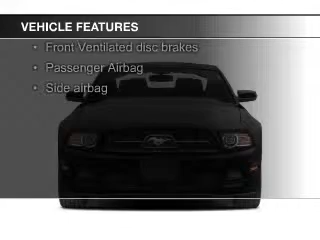 VEHICLE FEATURES
• Front Ventilated disc brakes
• Passenger Airbag
• Side airbag